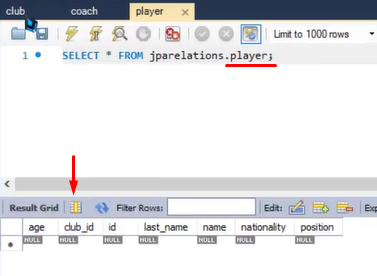 club coach player ×
Limit to 1000 rows
1 SELECT * FROM jparelations.player;
Result Grid Filter Rows: Edit: Exp
age club_id id last_name name nationality position
NULL NULL NULL NULL NULL NULL NULL